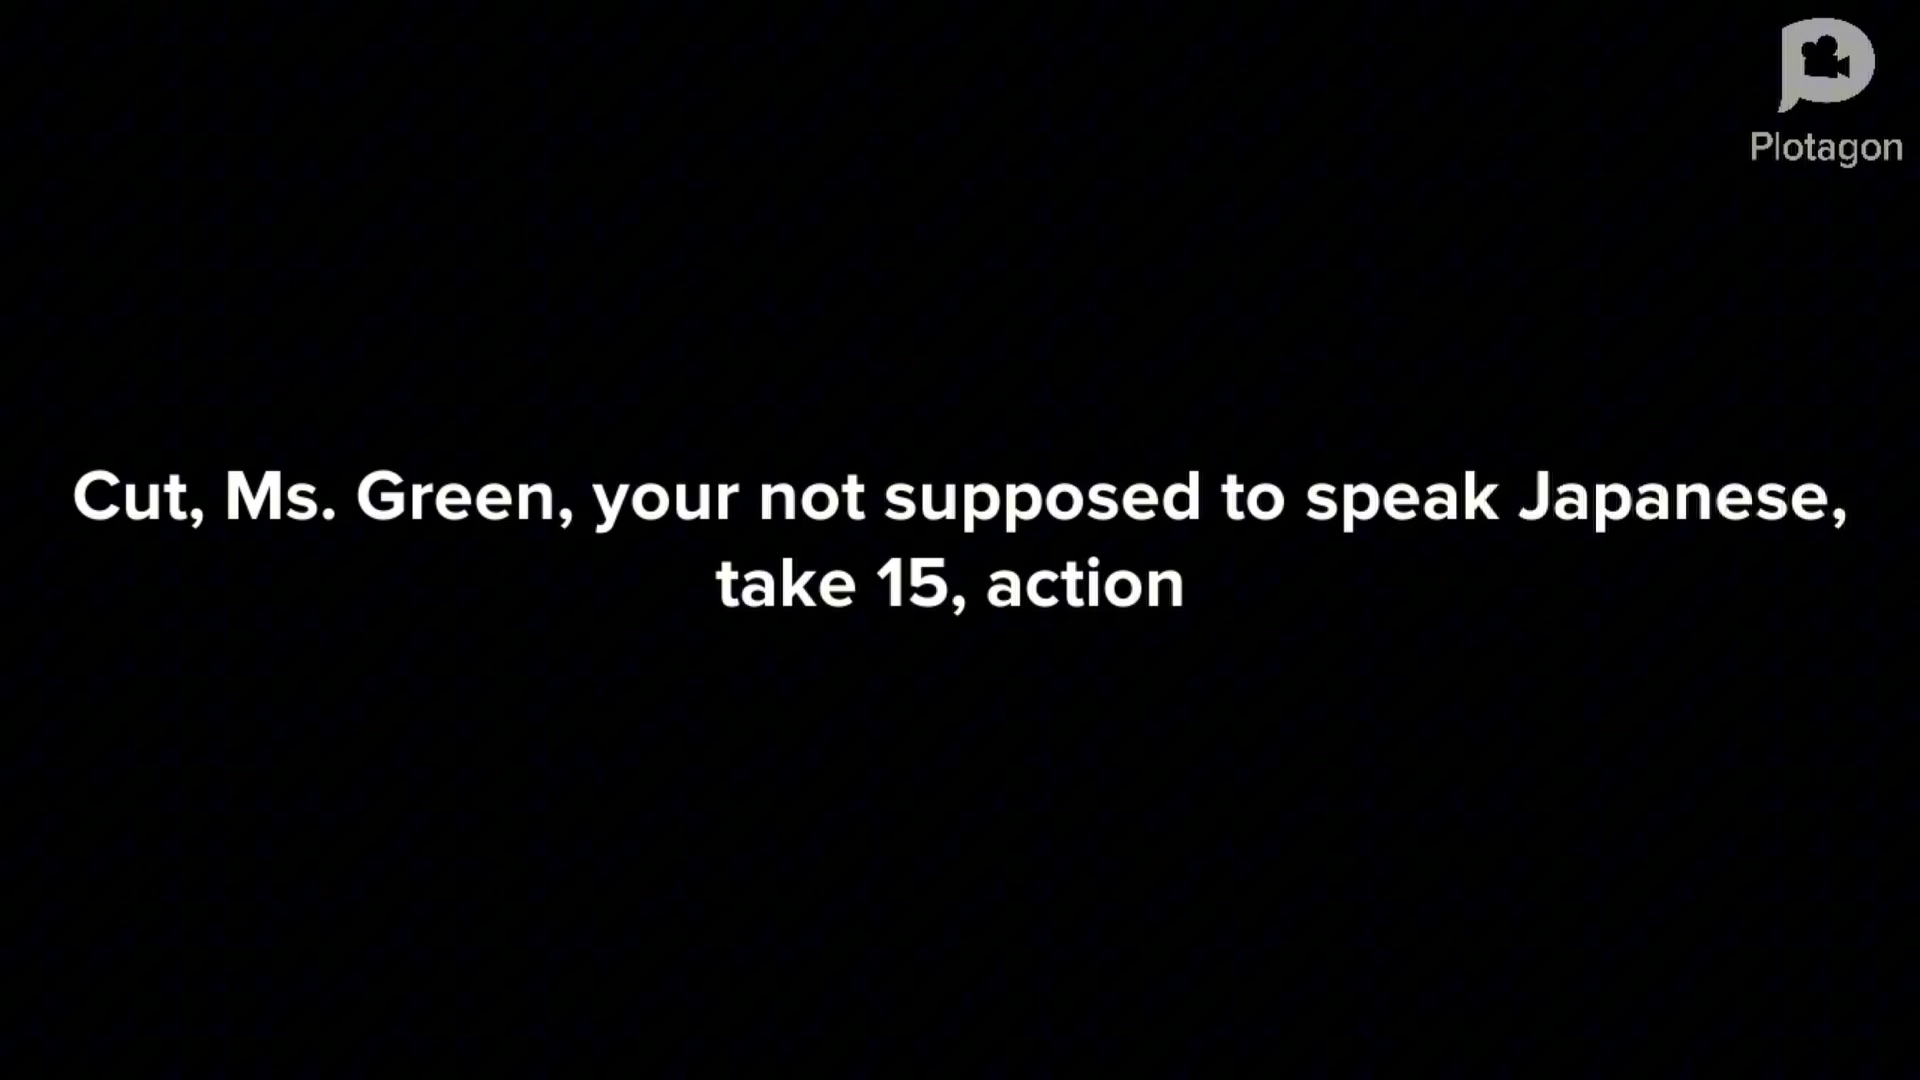 Plotagon
Cut, Ms. Green, your not supposed to speak Japanese,
take 15, action